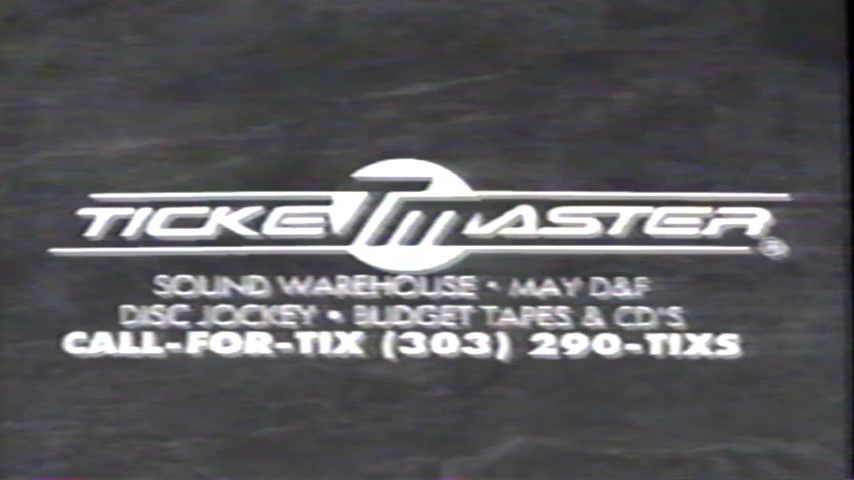 TICKETMASTER®
SOUND WAREHOUSE • MAY D&F
DISC JOCKEY • BUDGET TAPES & CD'S
CALL-FOR-TIX (303) 290-TIXS